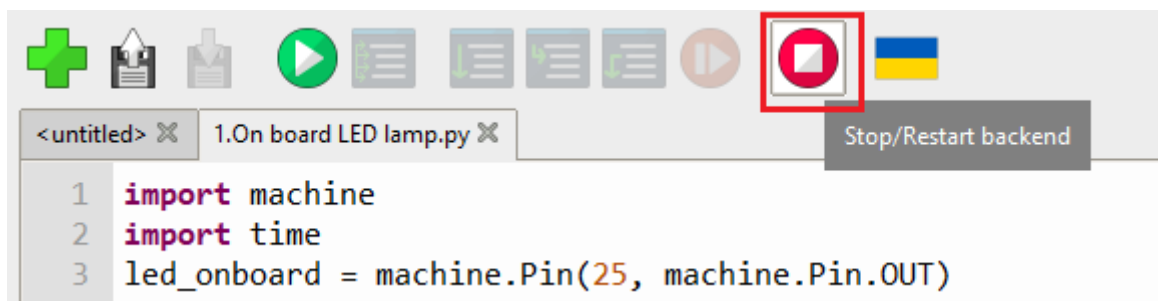 <untitled>
1.On board LED lamp.py
Stop/Restart backend
1 import machine
2 import time
3 led_onboard = machine.Pin(25, machine.Pin.OUT)